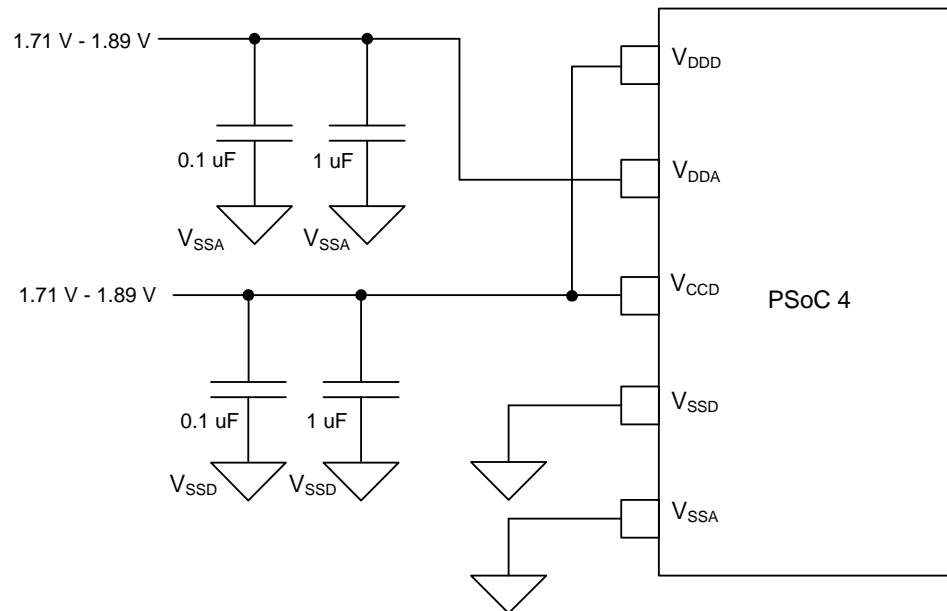 1.71 V - 1.89 V
VDDD
0.1 uF
1 uF
VDDA
VSSA
VSSA
1.71 V - 1.89 V
VCCD
PSoC 4
0.1 uF
1 uF
VSSD
VSSD
VSSD
VSSA